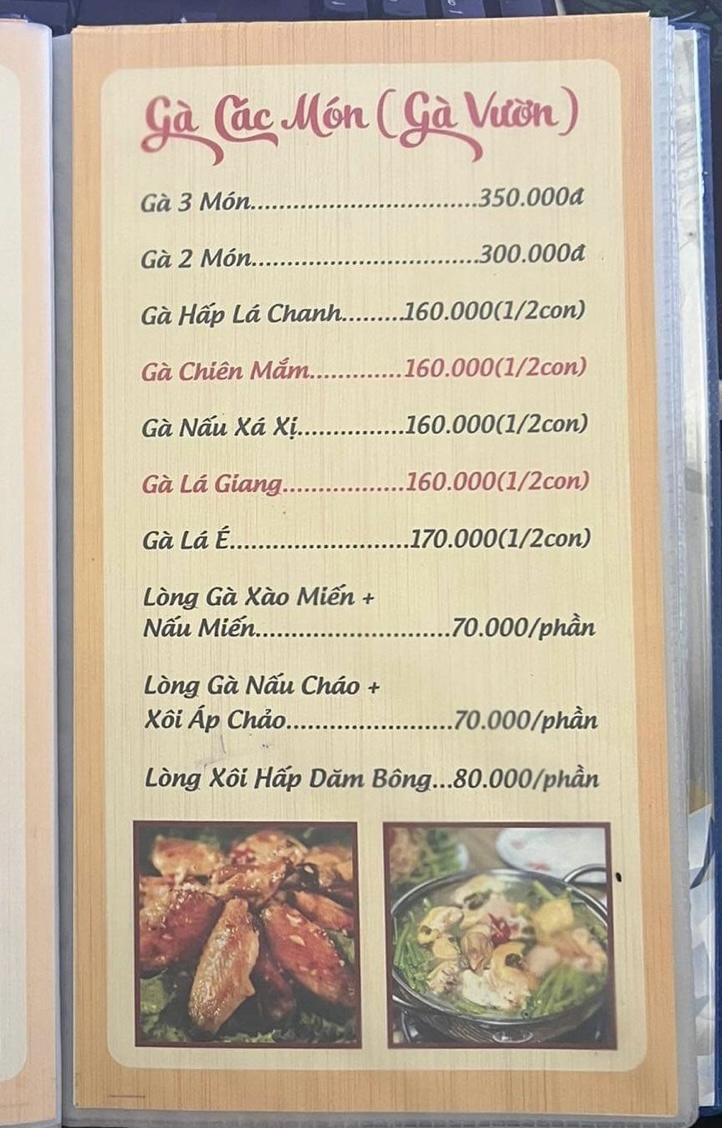 Gà Các Món (Gà Vườn)
Gà 3 Món................................350.000đ
Gà 2 Món................................300.000đ
Gà Hấp Lá Chanh.........160.000(1/2con)
Gà Chiên Mắm.............160.000(1/2con)
Gà Nấu Xá Xị...............160.000(1/2con)
Gà Lá Giang.................160.000(1/2con)
Gà Lá É.........................170.000(1/2con)
Lòng Gà Xào Miến +
Nấu Miến...........................70.000/phần
Lòng Gà Nấu Cháo +
Xôi Áp Chảo.......................70.000/phần
Lòng Xôi Hấp Dăm Bông...80.000/phần